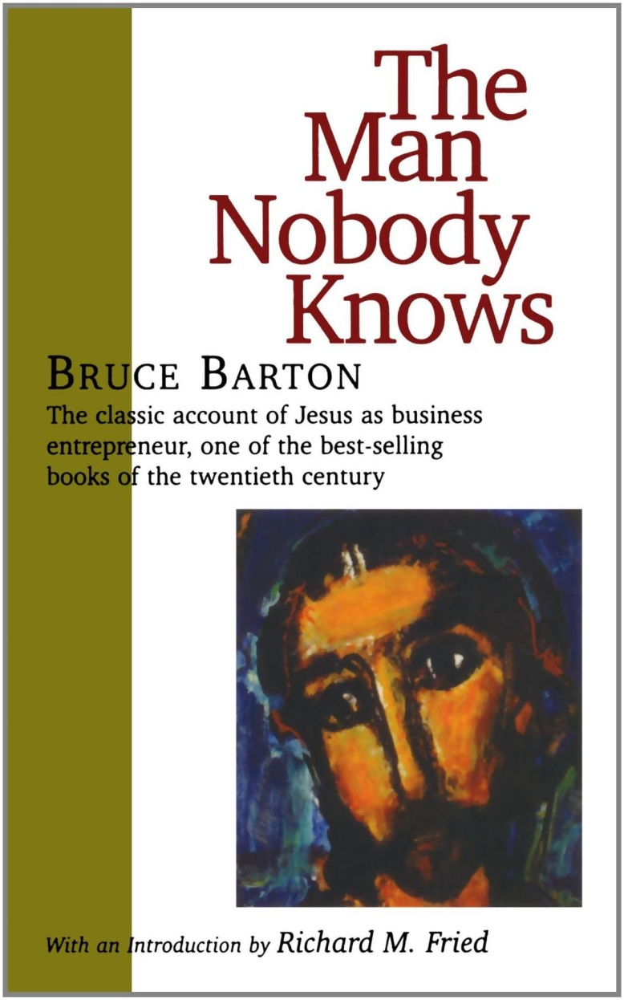 The
Man
Nobody
Knows
BRUCE BARTON
The classic account of Jesus as business
entrepreneur, one of the best-selling
books of the twentieth century
With an Introduction by Richard M. Fried